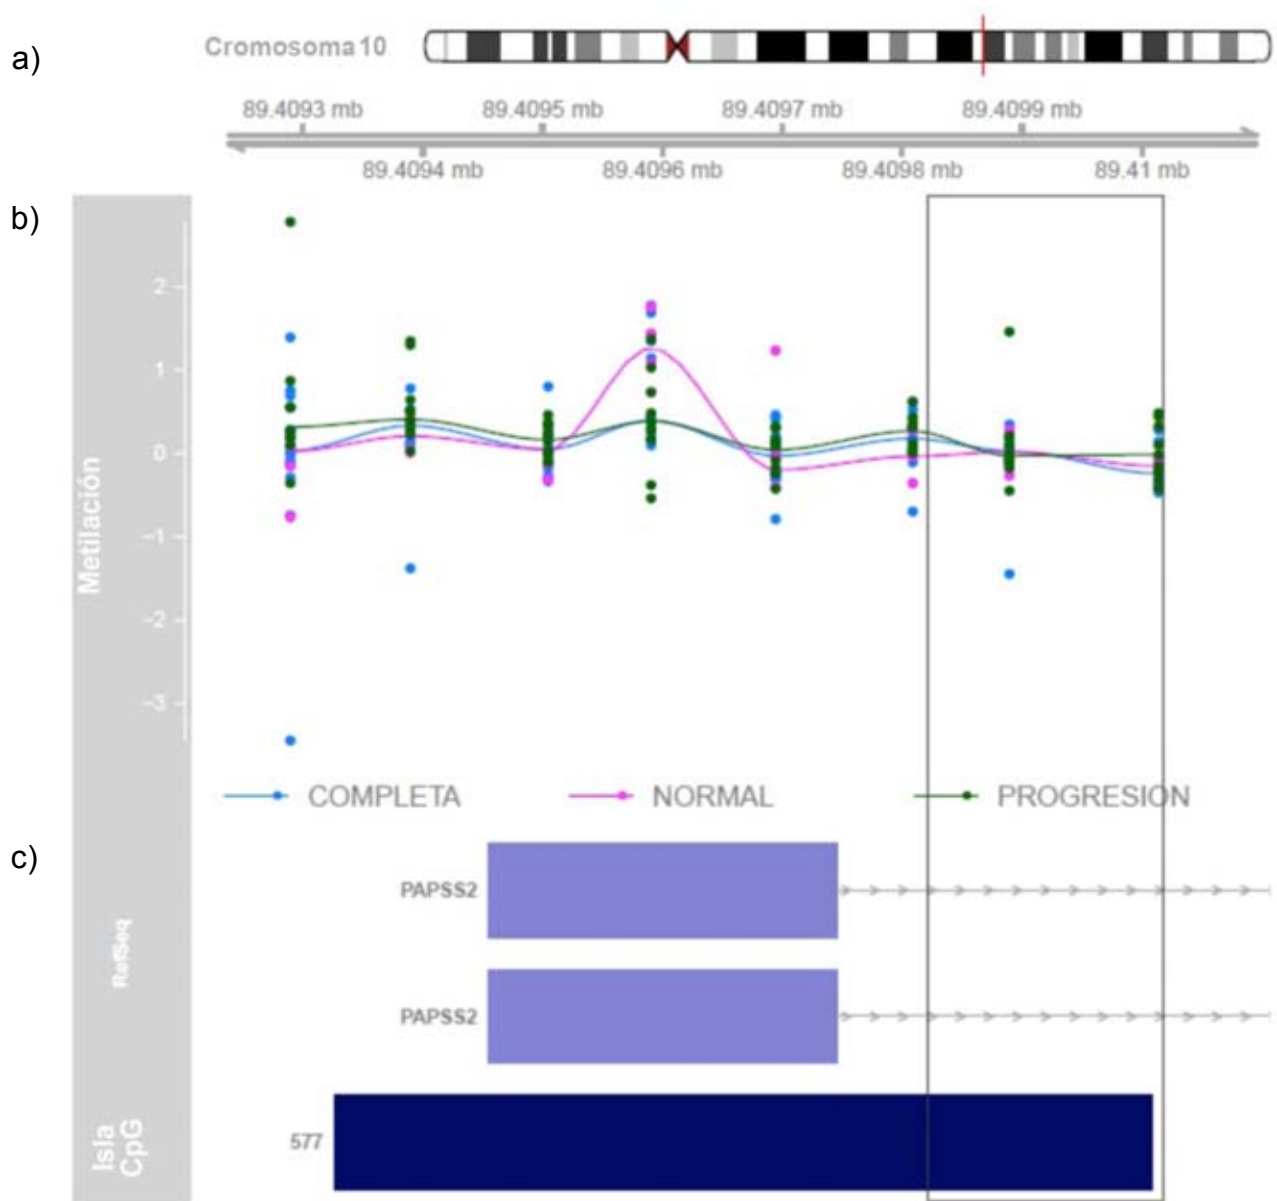 a)
Cromosoma 10
89.4093 mb 89.4095 mb 89.4097 mb 89.4099 mb
89.4094 mb 89.4096 mb 89.4098 mb 89.41 mb
b)
Metilación
2
1
0
−1
−2
−3
COMPLETA NORMAL PROGRESION
c)
RefSeq
PAPSS2
PAPSS2
Isla
CpG
577